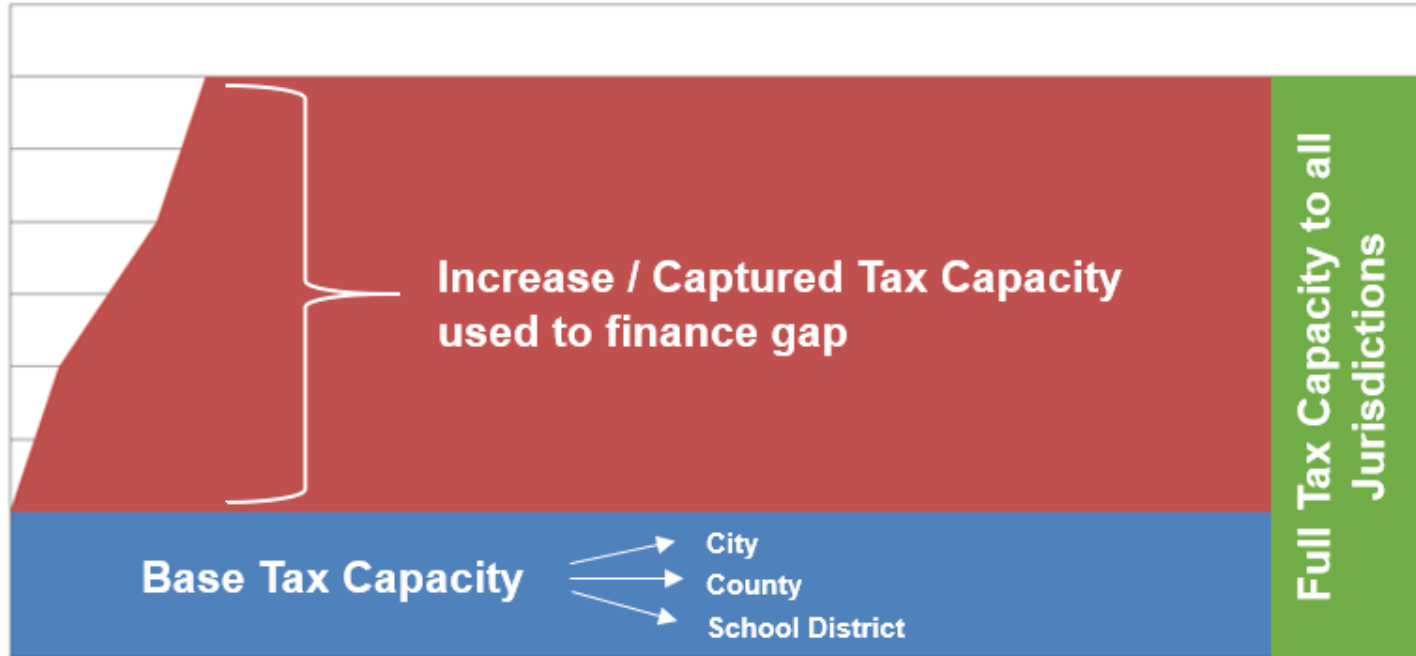 Increase / Captured Tax Capacity
used to finance gap
Base Tax Capacity
City
County
School District
Full Tax Capacity to all
Jurisdictions